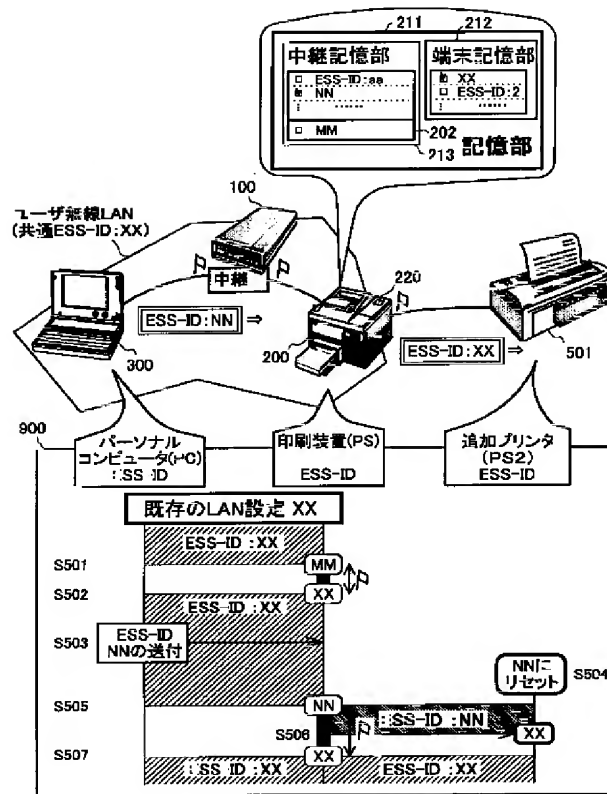 211
212
中継記憶部
端末記憶部
ESS-ID:aa
NN
……
MM
XX
ESS-ID:2
……
202
213
記憶部
100
ユーザ無線LAN
(共通ESS-ID:XX)
中継
220
ESS-ID:NN ⇒
ESS-ID:XX ⇒
300
200
501
900
パーソナル
コンピュータ(PC)
ESS-ID
印刷装置(PS)
ESS-ID
追加プリンタ
(PS2)
ESS-ID
既存のLAN設定 XX
ESS-ID :XX
S501
MM
S502
XX
ESS-ID :XX
S503
ESS-ID
NNの送付
NNに
リセット
S504
S505
NN
ESS-ID :NN
S506
XX
S507
XX
ESS-ID :XX
ESS-ID:XX